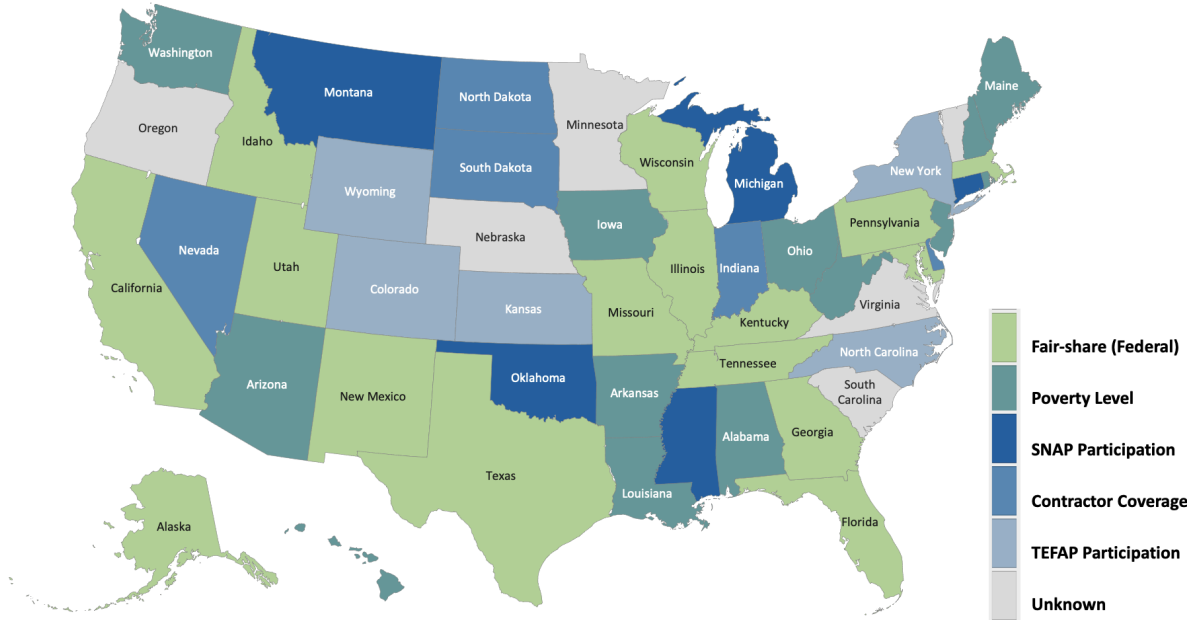 Washington
Maine
Montana
North Dakota
Minnesota
Oregon
Idaho
Wisconsin
South Dakota
New York
Michigan
Wyoming
Iowa
Pennsylvania
Nebraska
Ohio
Nevada
Utah
Illinois
Indiana
California
Colorado
Virginia
Kansas
Missouri
Kentucky
North Carolina
Tennessee
Oklahoma
Arizona
South
Carolina
New Mexico
Arkansas
Georgia
Alabama
Texas
Louisiana
Florida
Alaska
Fair-share (Federal)
Poverty Level
SNAP Participation
Contractor Coverage
TEFAP Participation
Unknown